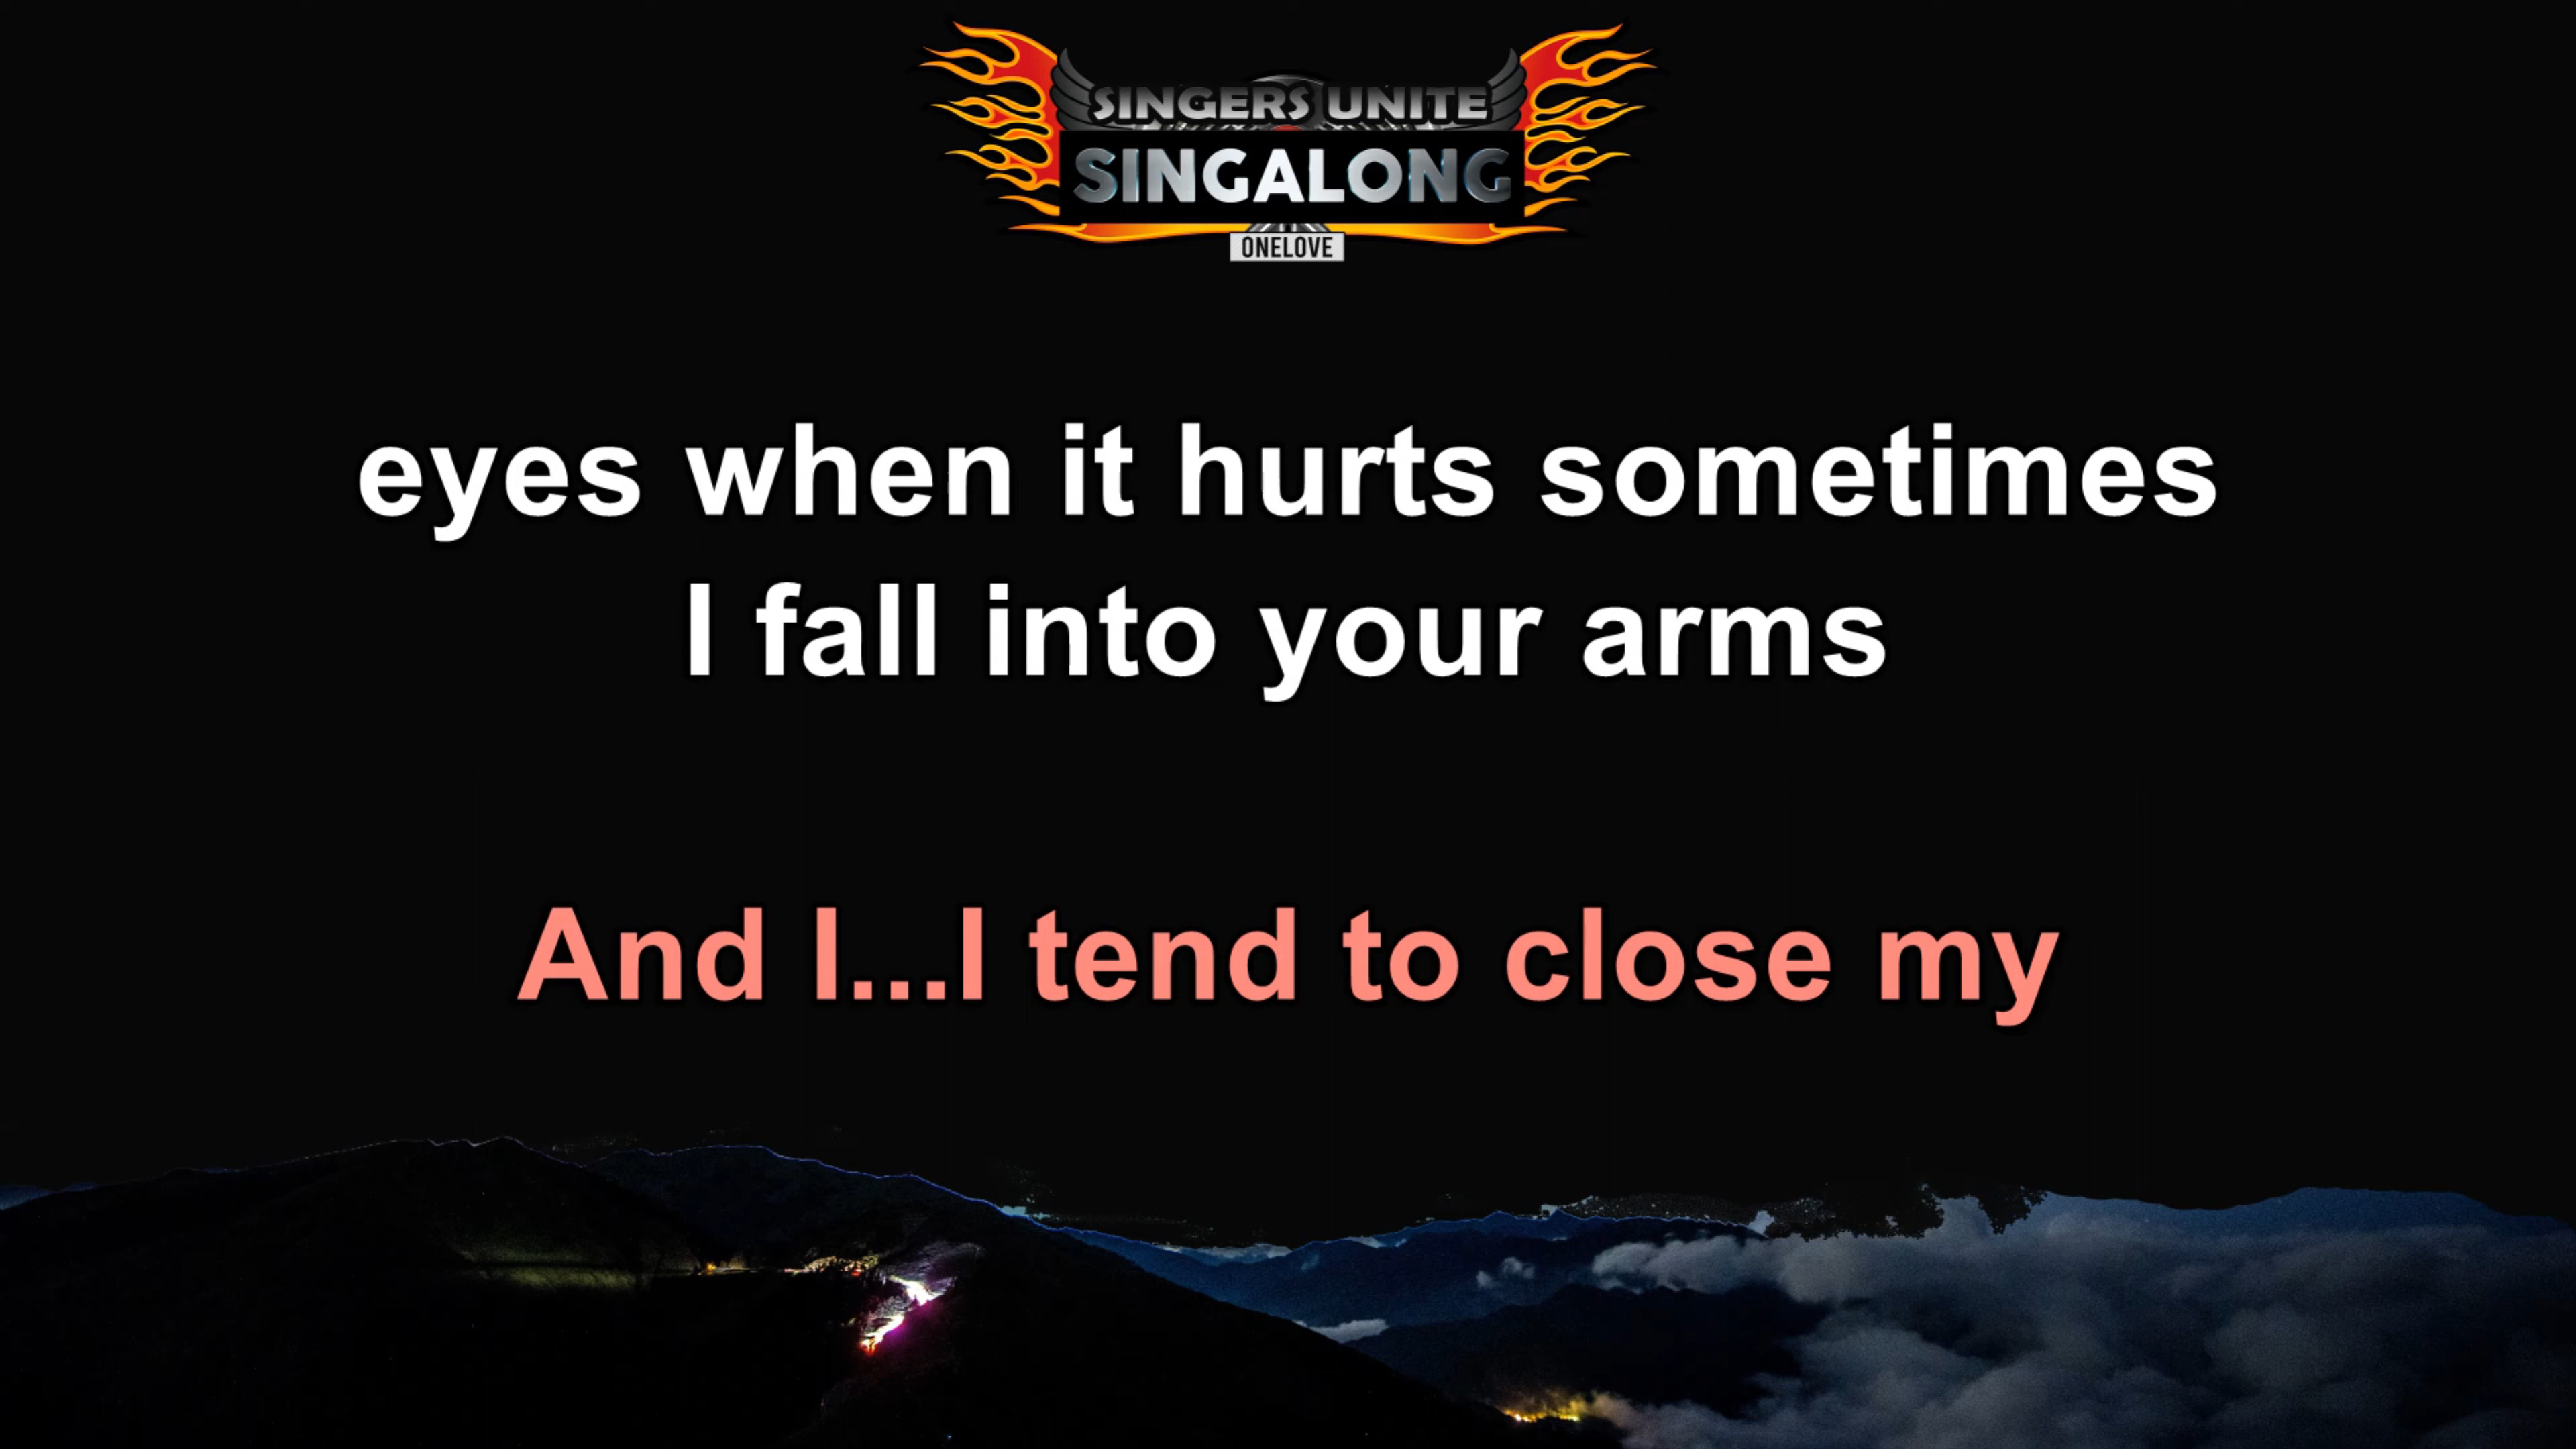 SINGERS UNITE
SINGALONG
ONELOVE
eyes when it hurts sometimes
I fall into your arms
And I...I tend to close my